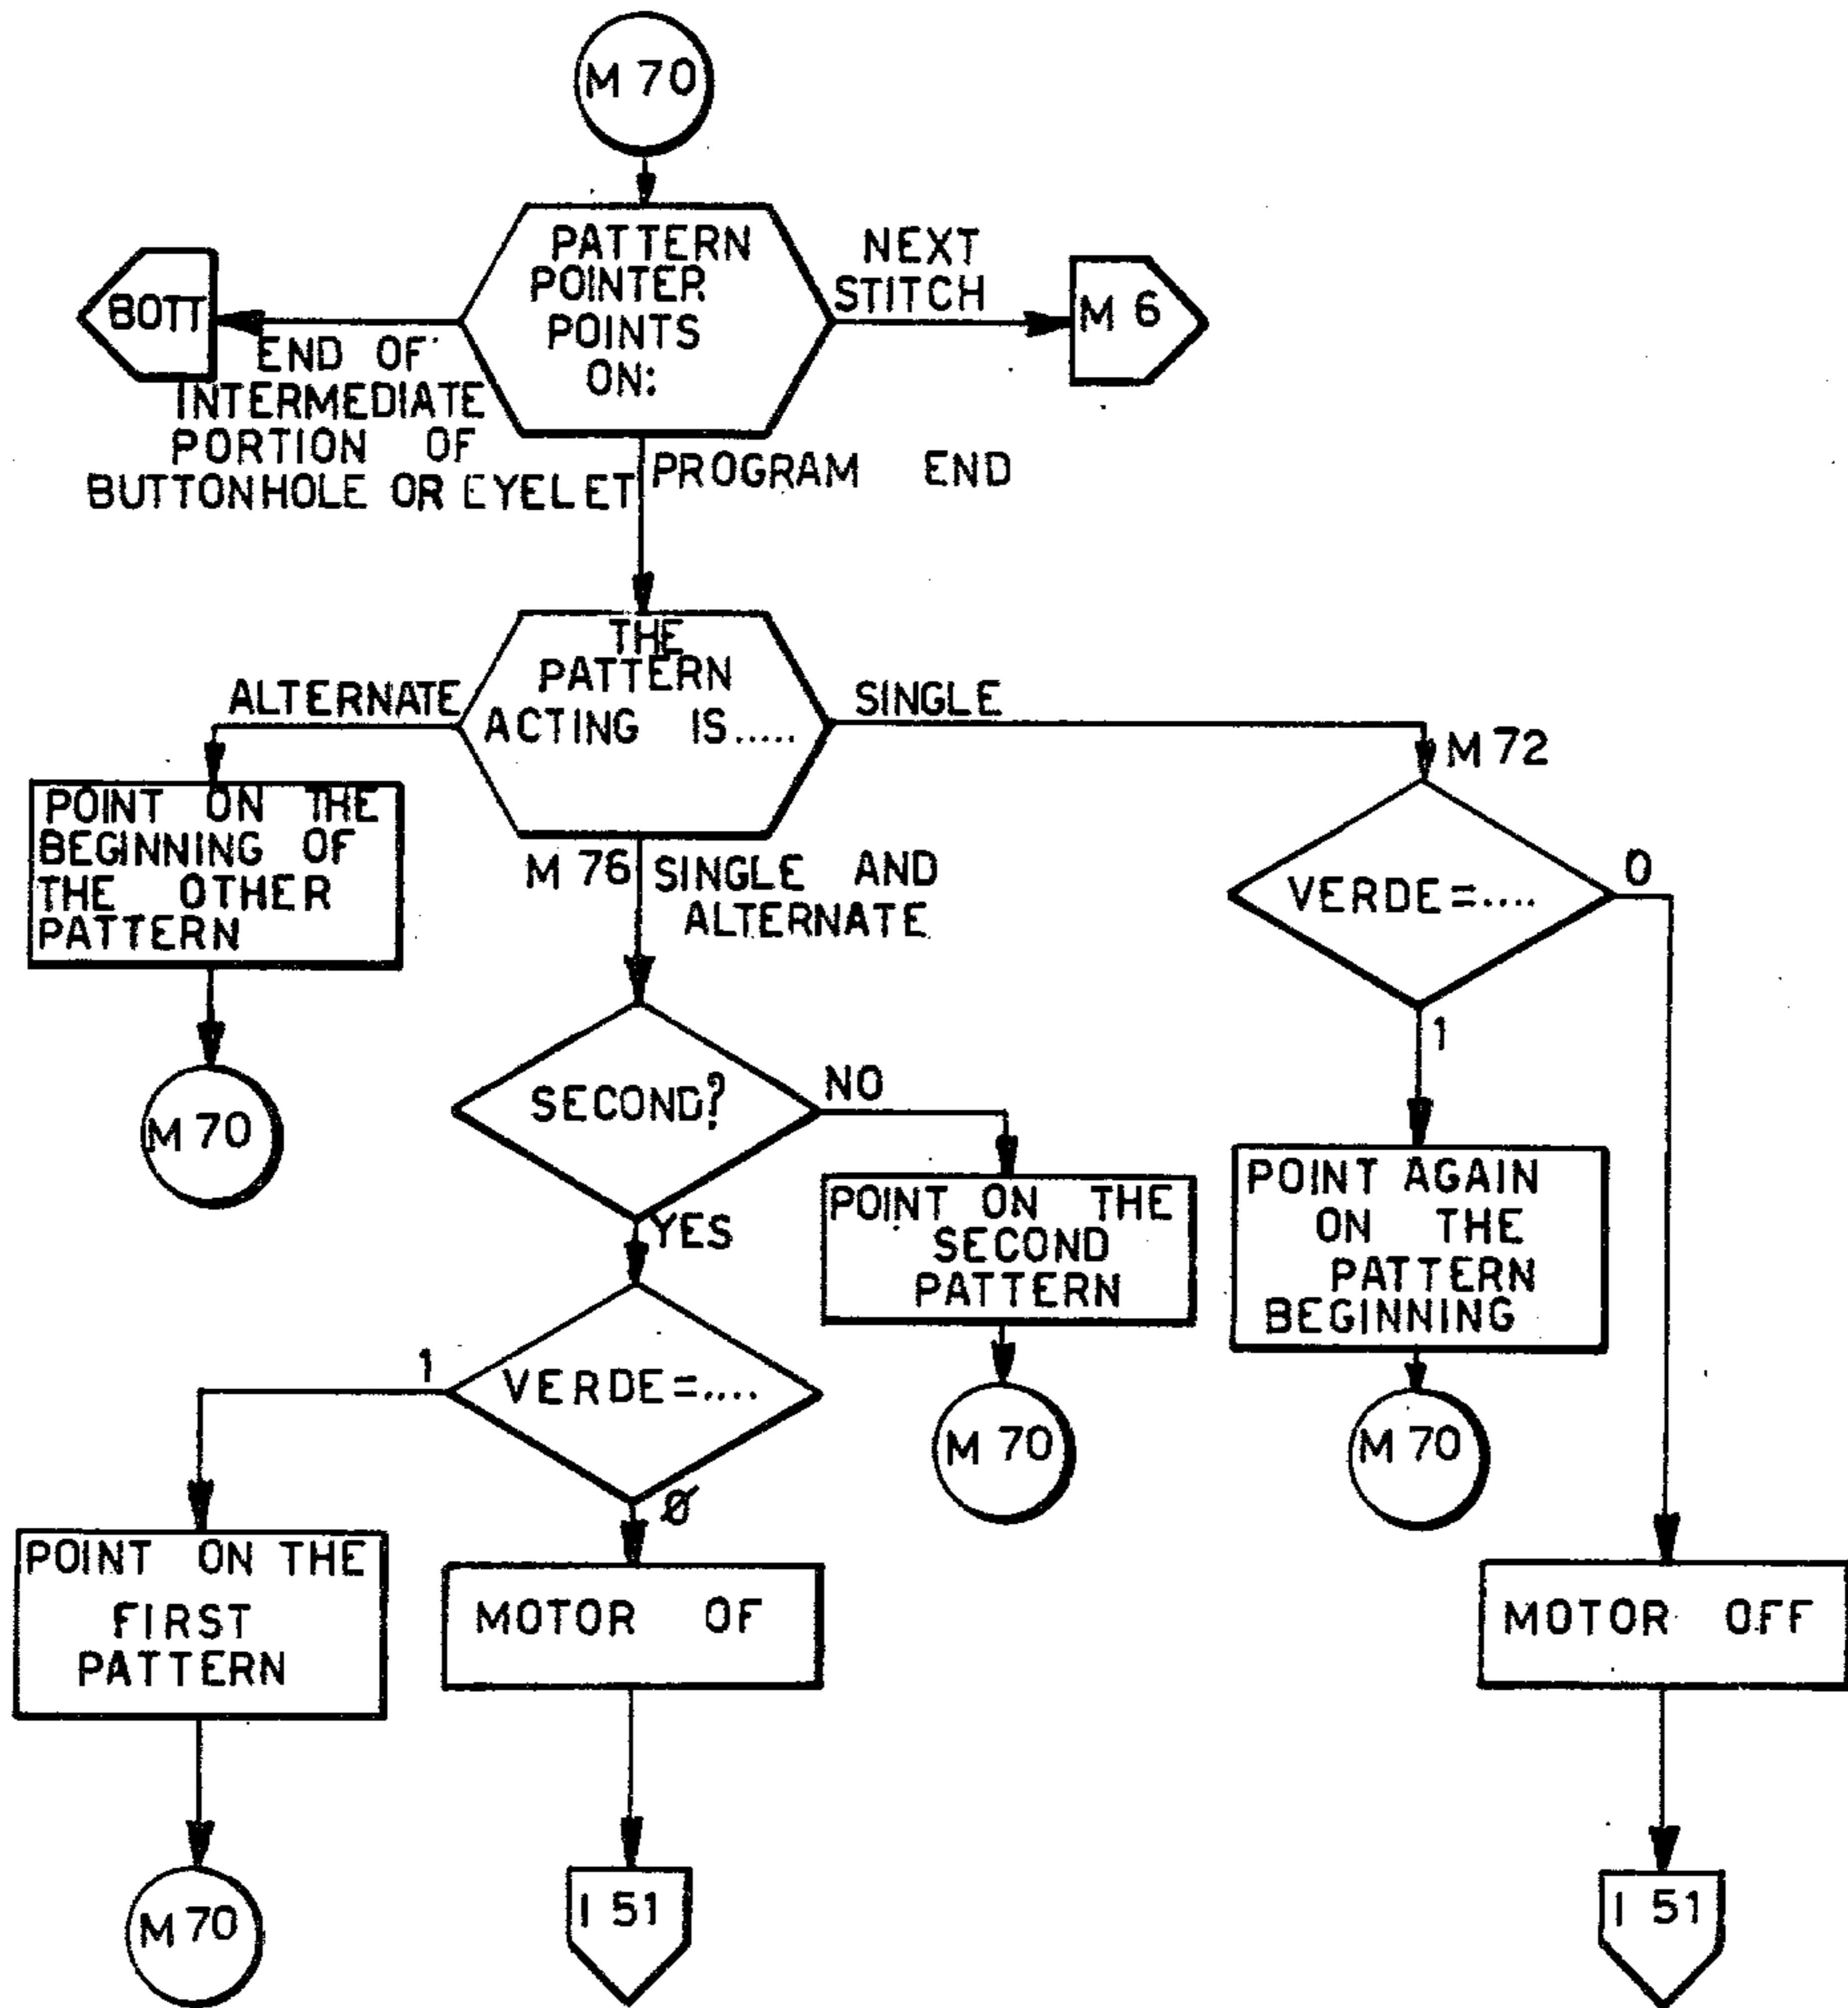 M 70
PATTERN
POINTER
POINTS
ON:
NEXT
STITCH
BOTT
M 6
END OF
INTERMEDIATE
PORTION OF
BUTTONHOLE OR EYELET
PROGRAM END
THE
PATTERN
ACTING IS.....
ALTERNATE
SINGLE
M 72
POINT ON THE
BEGINNING OF
THE OTHER
PATTERN
M 76
SINGLE AND
ALTERNATE
VERDE=....
0
1
M 70
SECOND?
NO
YES
POINT ON THE
SECOND
PATTERN
POINT AGAIN
ON THE
PATTERN
BEGINNING
1
VERDE=....
Ø
M 70
M 70
POINT ON THE
FIRST
PATTERN
MOTOR OF
MOTOR OFF
M 70
I 51
I 51